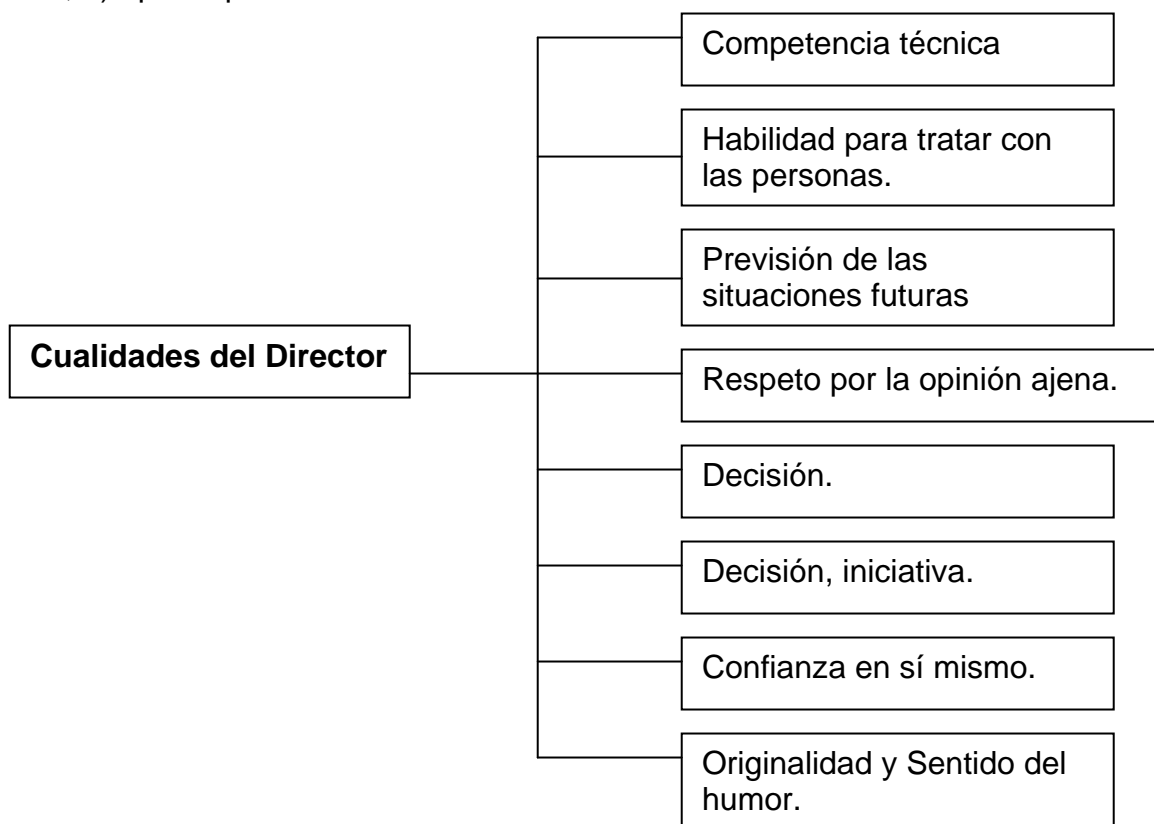 Competencia técnica
Habilidad para tratar con
las personas.
Previsión de las
situaciones futuras
Cualidades del Director
Respeto por la opinión ajena.
Decisión.
Decisión, iniciativa.
Confianza en sí mismo.
Originalidad y Sentido del
humor.